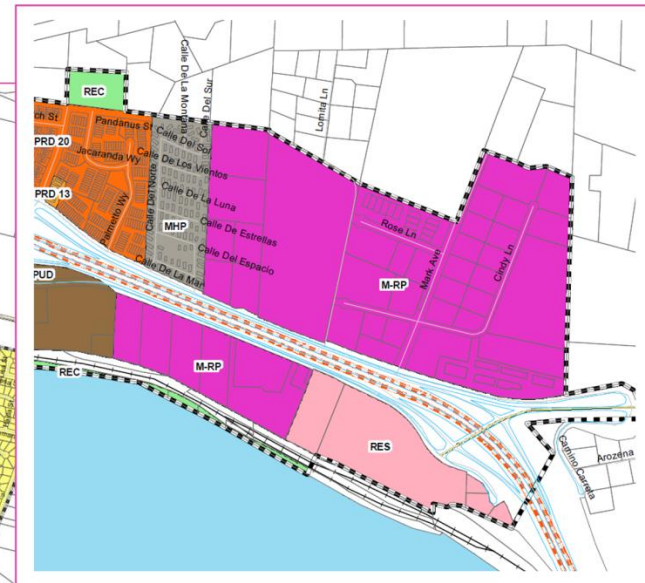 Calle De La Montana
Calle Del Sur
REC
Lomita Ln
ch St
Pandanus St
Calle Del Sol
PRD 20
Jacaranda Wy
Calle De Los Vientos
PRD 13
Palmetto Wy
Calle Del Norte
Calle De La Luna
MHP
Calle De Estrellas
Rose Ln
Mark Avn
Cindy Ln
Calle Del Espacio
M-RP
Calle De La Mar
PUD
M-RP
REC
RES
Camino Carreta
Arozena